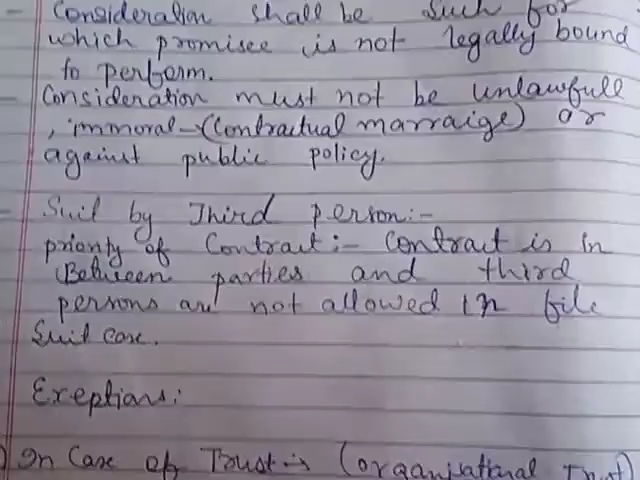 - Consideration shall be such for
which promisee is not legally bound
to perform.
- Consideration must not be unlawfull
, immoral-(Contractual marraige) or
against public policy.
- Suit by Third person:-
priorty of Contract:- Contract is in
Between parties and third
persons are not allowed in file
Suit case.
Exeptions:
In Case of Trust:- (organisational Trust)